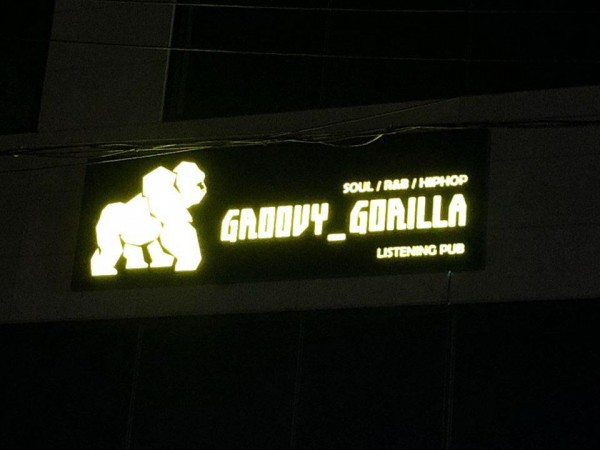 SOUL / R&B / HIPHOP
GROOVY_GORILLA
LISTENING PUB